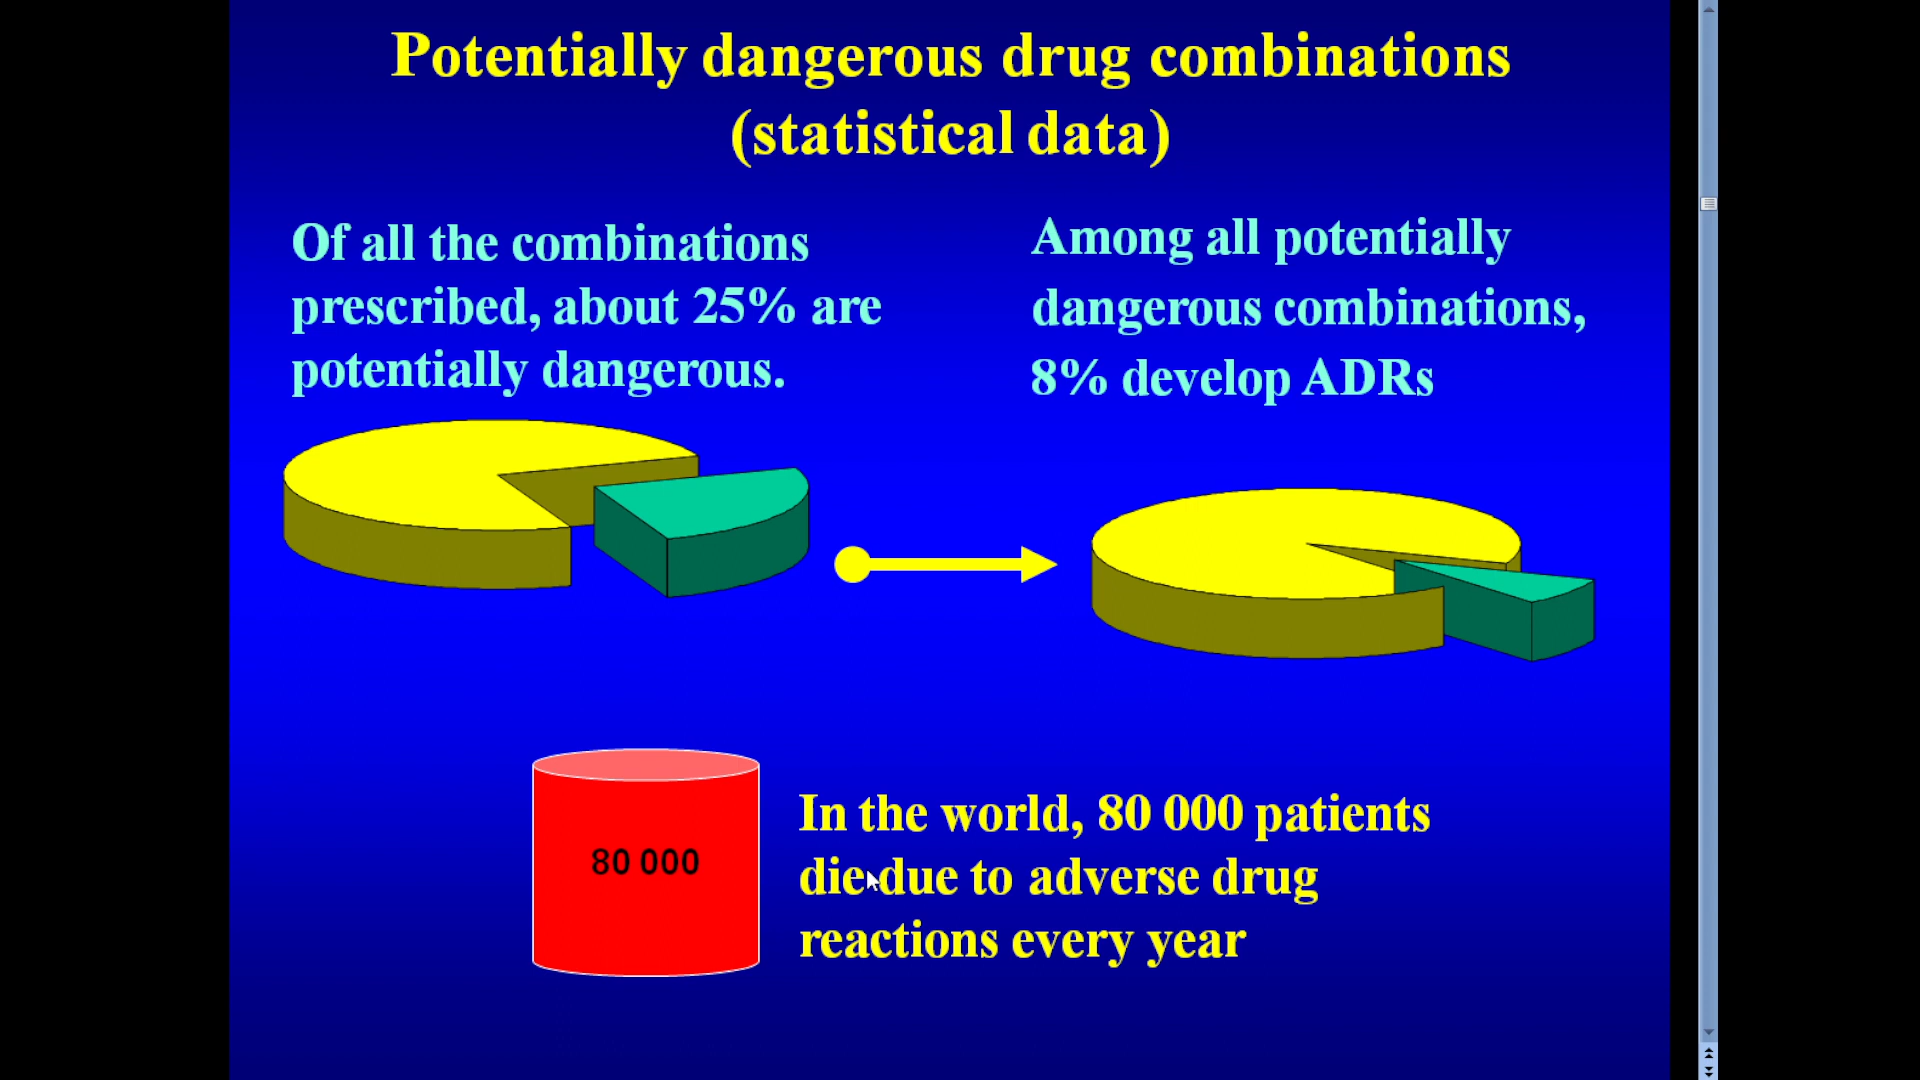 Potentially dangerous drug combinations
(statistical data)
Of all the combinations
prescribed, about 25% are
potentially dangerous.
Among all potentially
dangerous combinations,
8% develop ADRs
80 000
In the world, 80 000 patients
die due to adverse drug
reactions every year